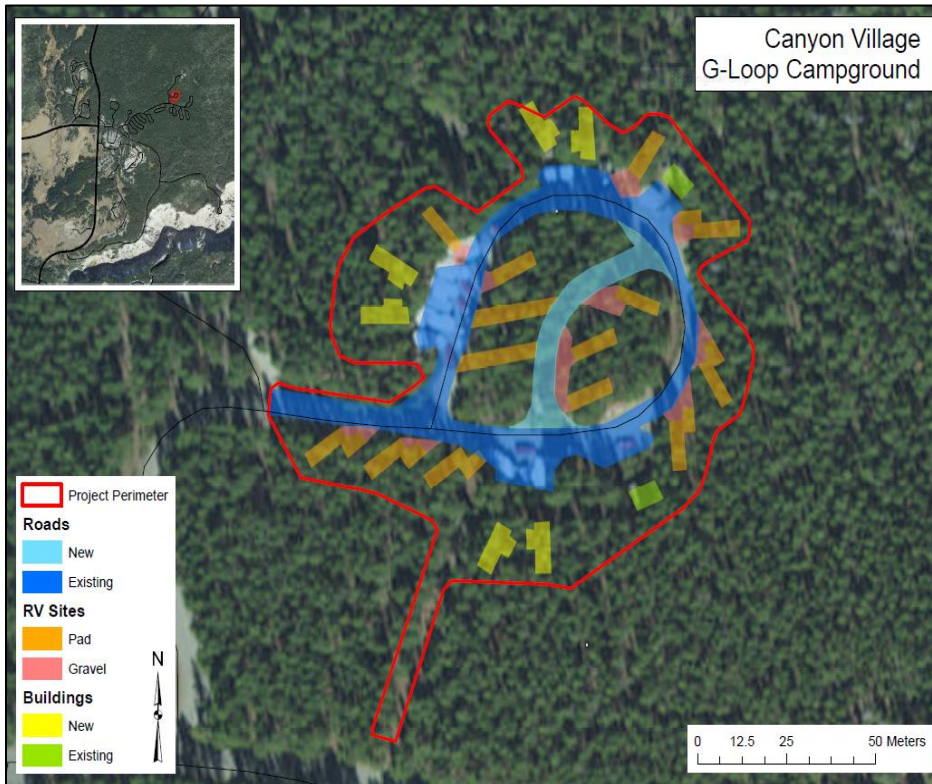 Canyon Village
G-Loop Campground
Project Perimeter
Roads
New
Existing
RV Sites
Pad
Gravel
Buildings
New
Existing
N
0 12.5 25 50 Meters